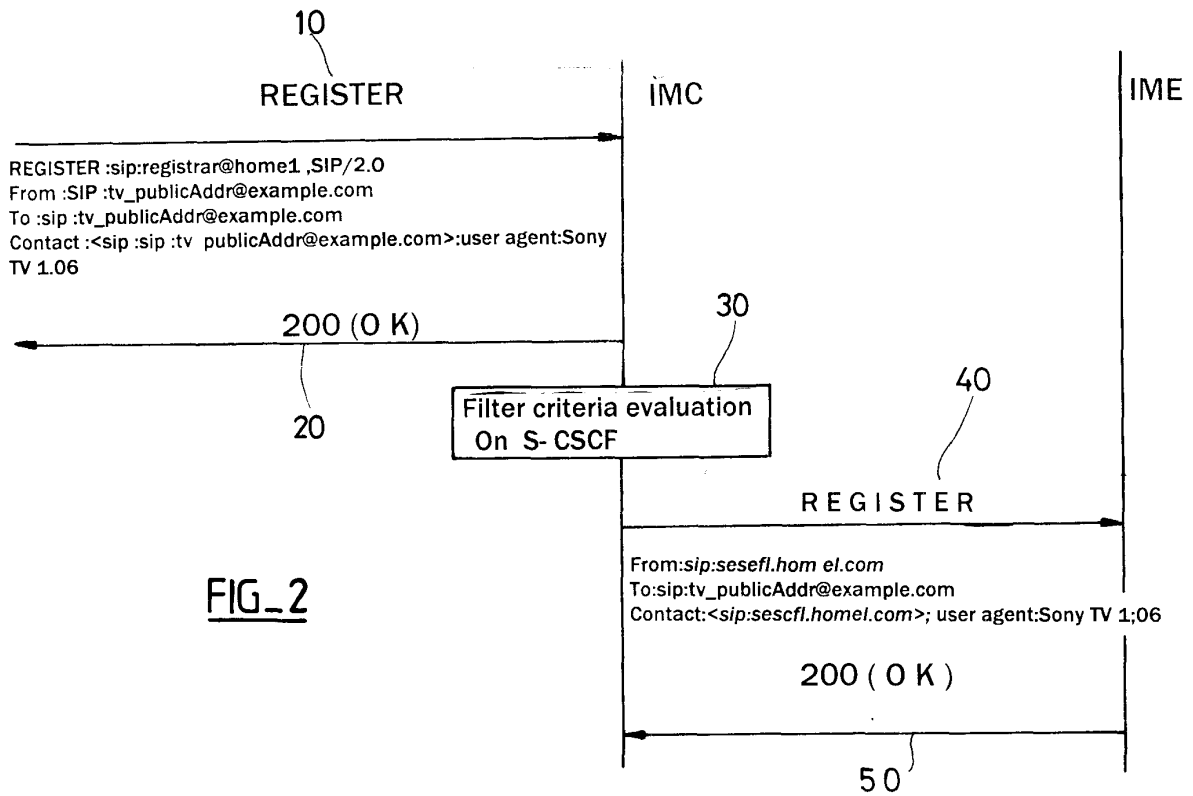 10
REGISTER
IMC
IME
REGISTER :sip:registrar@home1 ,SIP/2.0
From :SIP :tv_publicAddr@example.com
To :sip :tv_publicAddr@example.com
Contact :<sip :sip :tv publicAddr@example.com>:user agent:Sony
TV 1.06
200 (O K)
20
30
Filter criteria evaluation
On S- CSCF
40
REGISTER
From:sip:sesefl.hom el.com
To:sip:tv_publicAddr@example.com
Contact:<sip:sescfl.homel.com>; user agent:Sony TV 1;06
FIG_2
200 ( O K )
50